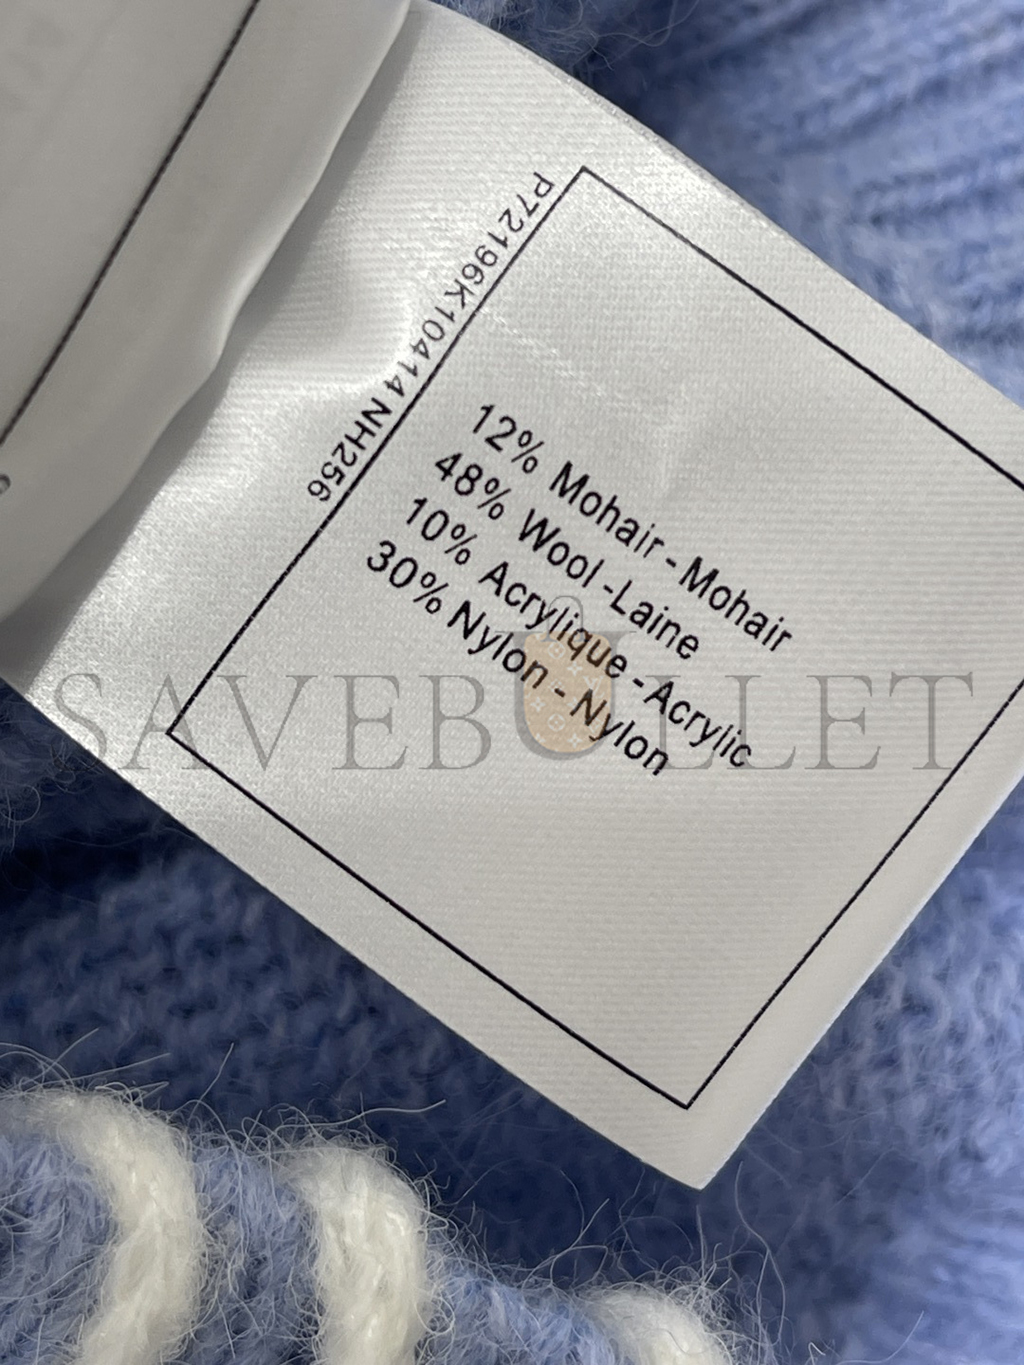 P72196K10414 NH256
12% Mohair - Mohair
48% Wool - Laine
10% Acrylique - Acrylic
30% Nylon - Nylon
SAVEBULLET